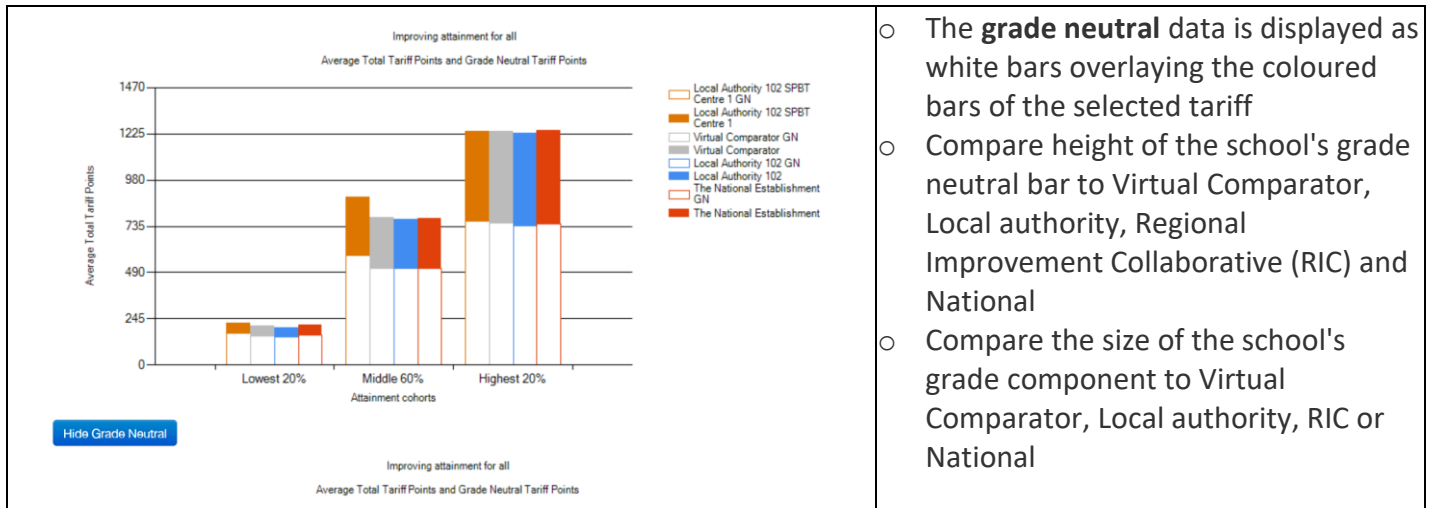 Improving attainment for all
Average Total Tariff Points and Grade Neutral Tariff Points
1470
1225
980
735
490
245
0
Average Total Tariff Points
Lowest 20%
Middle 60%
Highest 20%
Attainment cohorts
Local Authority 102 SPBT
Centre 1 GN
Local Authority 102 SPBT
Centre 1
Virtual Comparator GN
Virtual Comparator
Local Authority 102 GN
Local Authority 102
The National Establishment
GN
The National Establishment
Hide Grade Neutral
Improving attainment for all
Average Total Tariff Points and Grade Neutral Tariff Points
o The grade neutral data is displayed as
white bars overlaying the coloured
bars of the selected tariff
o Compare height of the school's grade
neutral bar to Virtual Comparator,
Local authority, Regional
Improvement Collaborative (RIC) and
National
o Compare the size of the school's
grade component to Virtual
Comparator, Local authority, RIC or
National